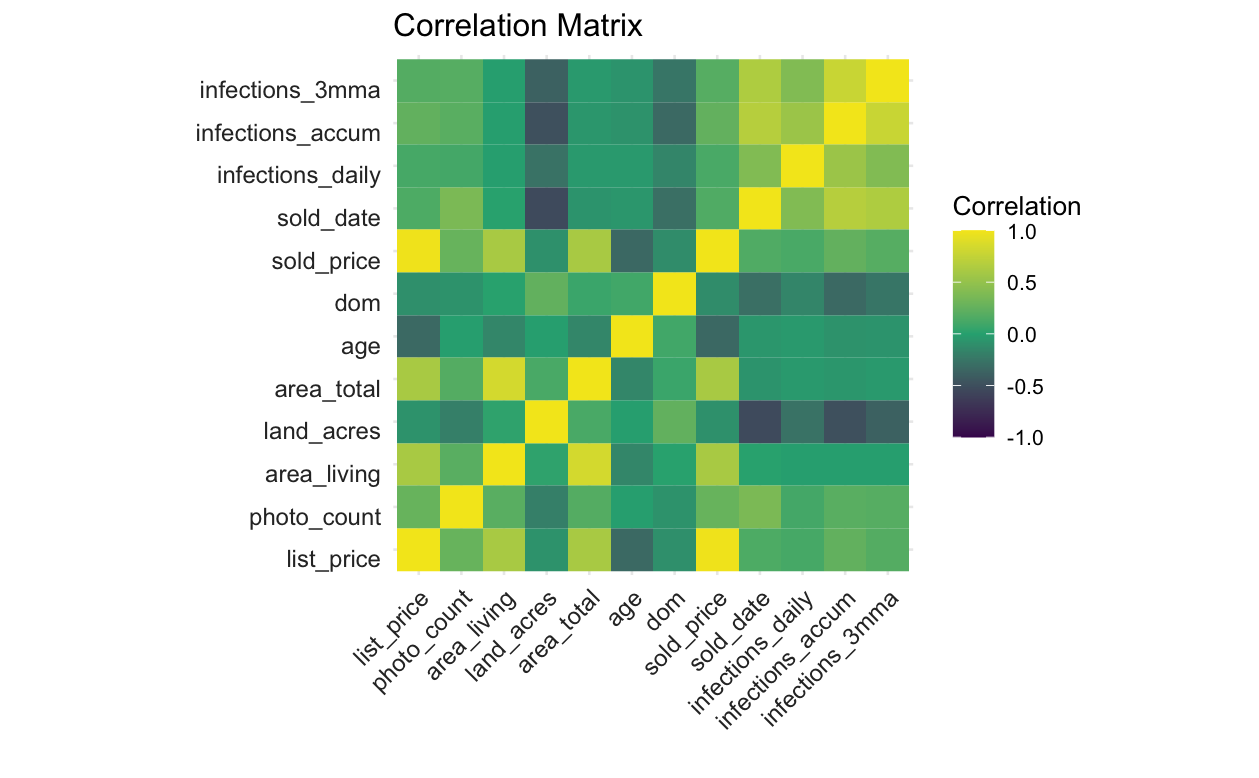 Correlation Matrix
infections_3mma
infections_accum
infections_daily
sold_date
sold_price
dom
age
area_total
land_acres
area_living
photo_count
list_price
list_price
photo_count
area_living
land_acres
area_total
age
dom
sold_price
sold_date
infections_daily
infections_accum
infections_3mma
Correlation
1.0
0.5
0.0
-0.5
-1.0